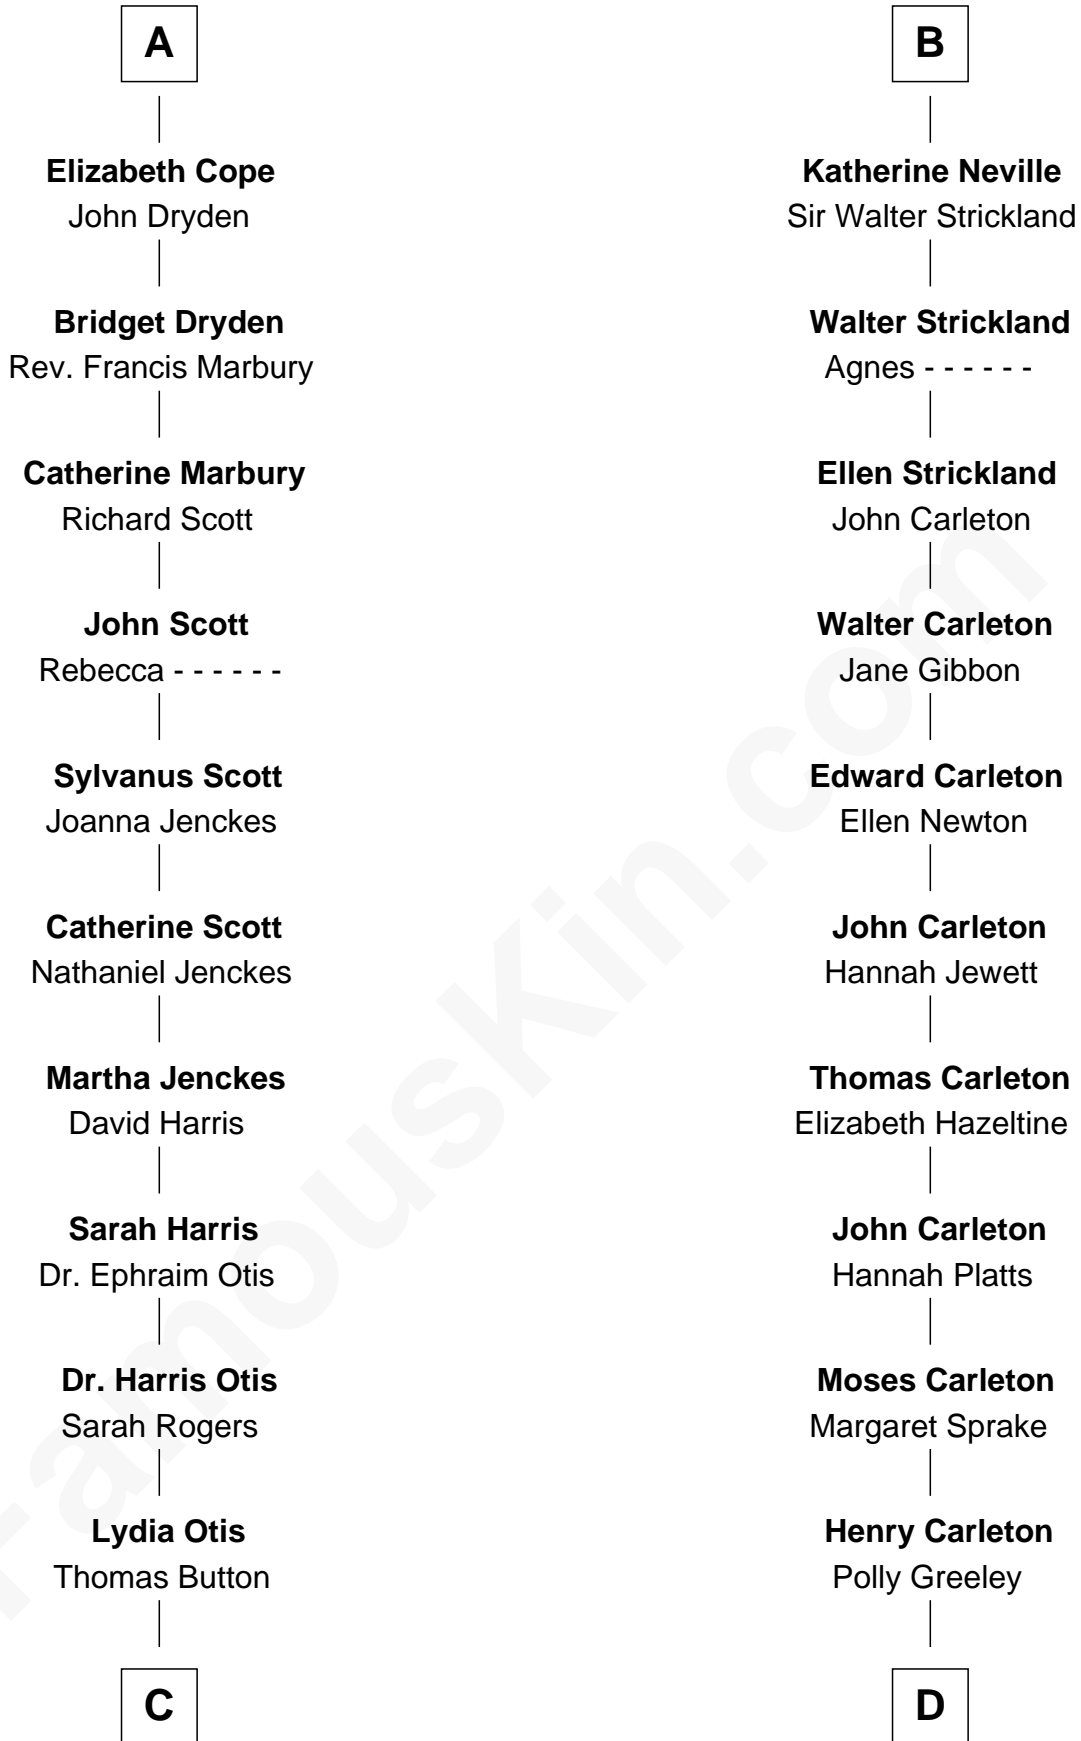 A
Elizabeth Cope
John Dryden
Bridget Dryden
Rev. Francis Marbury
Catherine Marbury
Richard Scott
John Scott
Rebecca - - - - - -
Sylvanus Scott
Joanna Jenckes
Catherine Scott
Nathaniel Jenckes
Martha Jenckes
David Harris
Sarah Harris
Dr. Ephraim Otis
Dr. Harris Otis
Sarah Rogers
Lydia Otis
Thomas Button
C
B
Katherine Neville
Sir Walter Strickland
Walter Strickland
Agnes - - - - - -
Ellen Strickland
John Carleton
Walter Carleton
Jane Gibbon
Edward Carleton
Ellen Newton
John Carleton
Hannah Jewett
Thomas Carleton
Elizabeth Hazeltine
John Carleton
Hannah Platts
Moses Carleton
Margaret Sprake
Henry Carleton
Polly Greeley
D
FamousKin.com